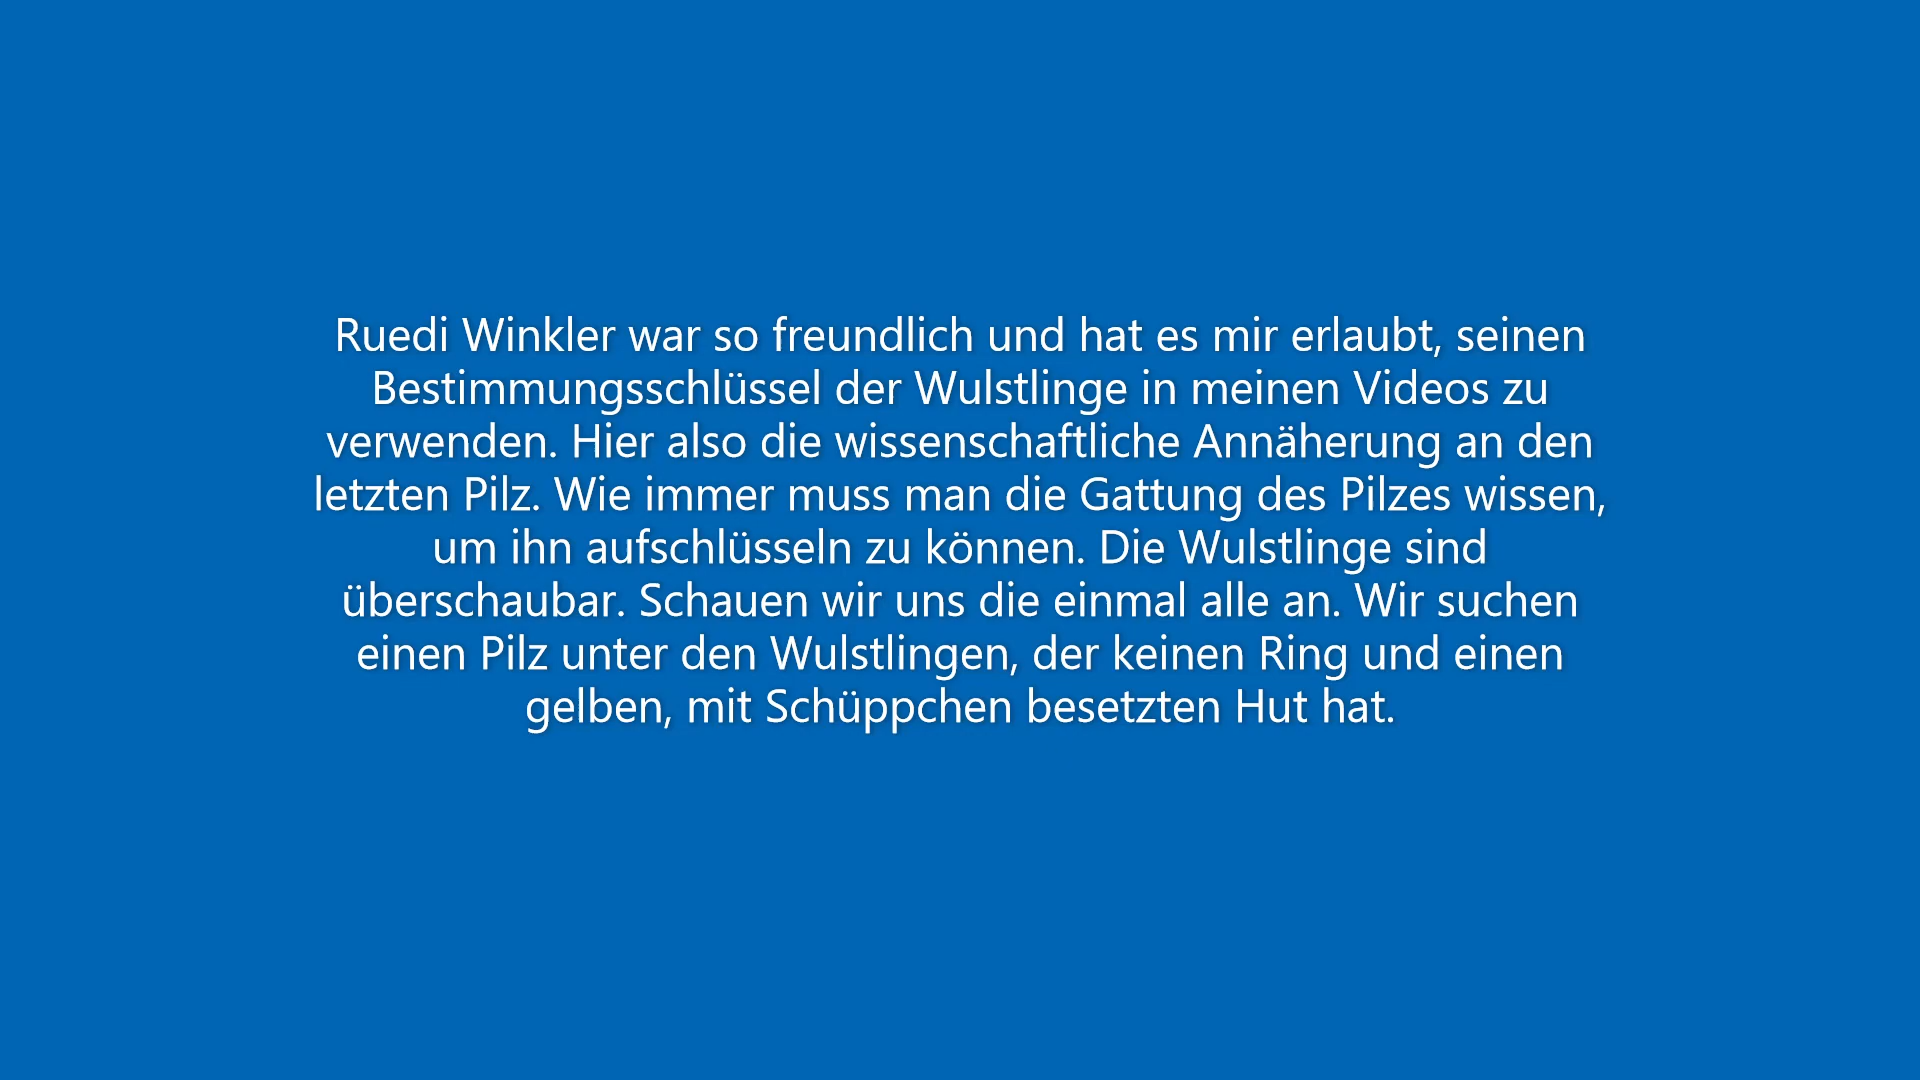 Ruedi Winkler war so freundlich und hat es mir erlaubt, seinen
Bestimmungsschlüssel der Wulstlinge in meinen Videos zu
verwenden. Hier also die wissenschaftliche Annäherung an den
letzten Pilz. Wie immer muss man die Gattung des Pilzes wissen,
um ihn aufschlüsseln zu können. Die Wulstlinge sind
überschaubar. Schauen wir uns die einmal alle an. Wir suchen
einen Pilz unter den Wulstlingen, der keinen Ring und einen
gelben, mit Schüppchen besetzten Hut hat.